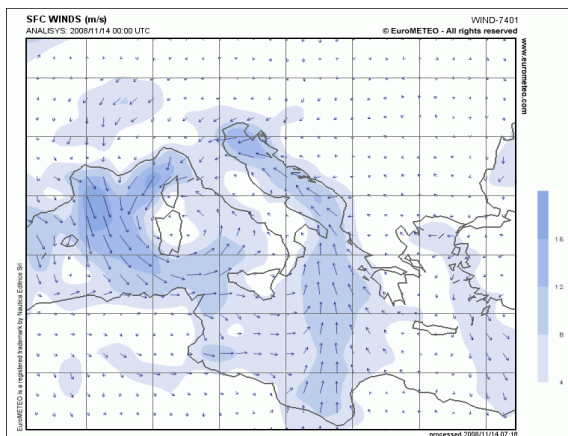 SFC WINDS (m/s)
WIND-7401
ANALISYS: 2008/11/14 00:00 UTC
© EuroMETEO - All rights reserved
www.eurometeo.com
16
12
8
4
EuroMETEO is a registered trademark by Nautica Editrice Srl
processed 2008/11/14 07:16